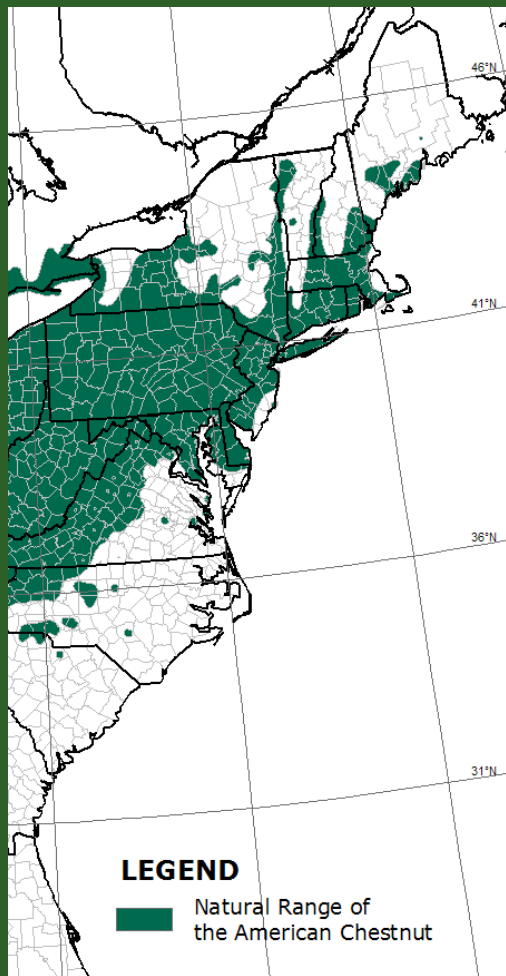 46°N
41°N
36°N
31°N
LEGEND
Natural Range of
the American Chestnut